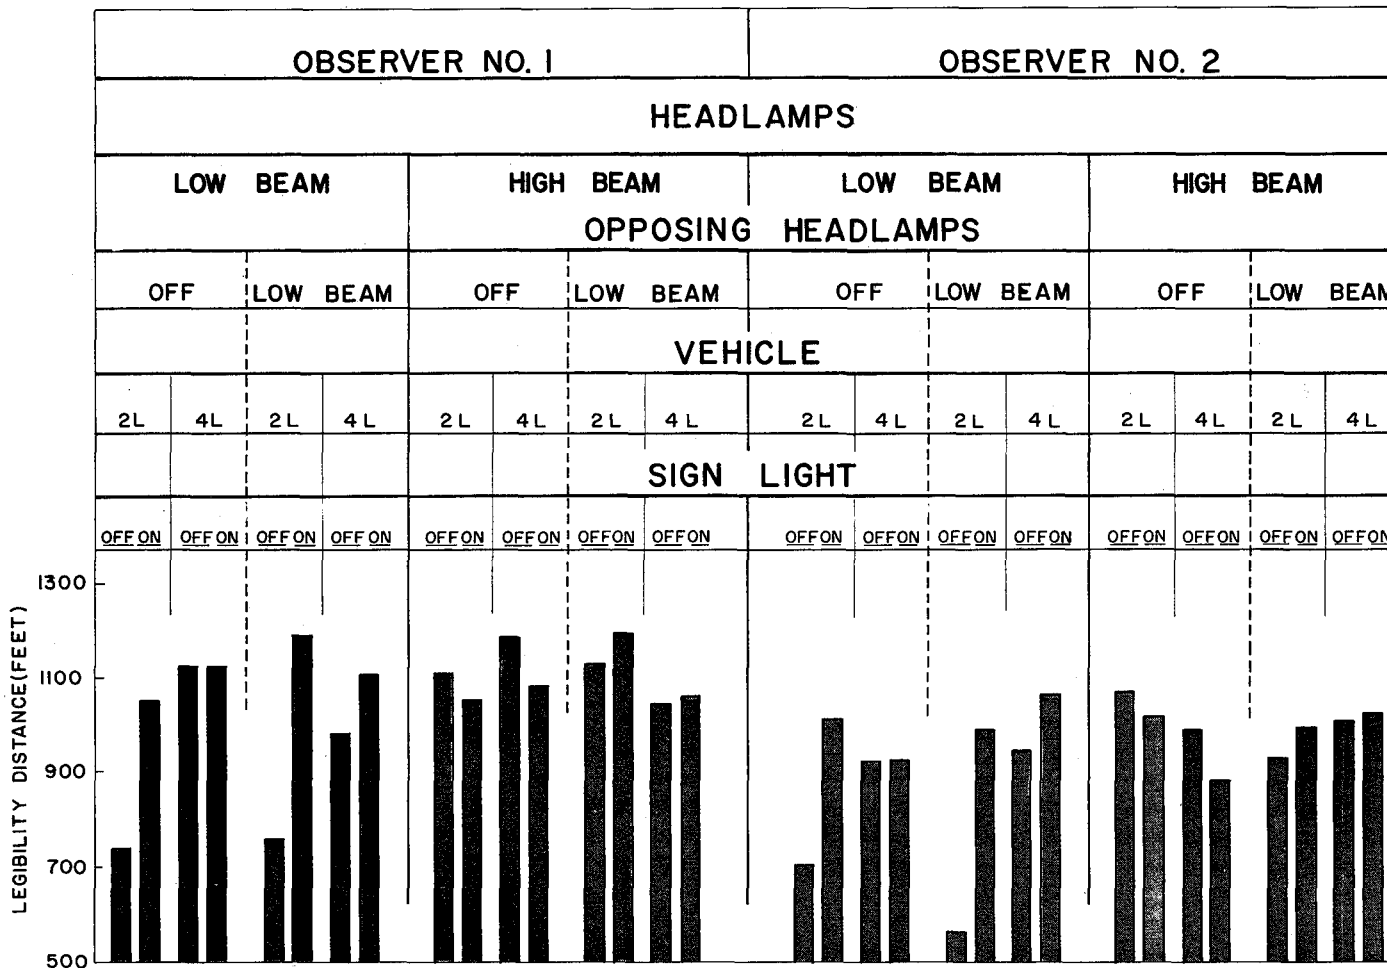 OBSERVER NO. 1 OBSERVER NO. 2
HEADLAMPS
LOW BEAM HIGH BEAM LOW BEAM HIGH BEAM
OPPOSING HEADLAMPS
OFF LOW BEAM OFF LOW BEAM OFF LOW BEAM OFF LOW BEAM
VEHICLE
2L 4L 2L 4L 2L 4L 2L 4L 2L 4L 2L 4L 2L 4L 2L 4L
SIGN LIGHT
OFF ON OFF ON OFF ON OFF ON OFF ON OFF ON OFF ON OFF ON OFF ON OFF ON OFF ON OFF ON OFF ON OFF ON OFF ON OFF ON
1300
1100
900
700
500
LEGIBILITY DISTANCE (FEET)